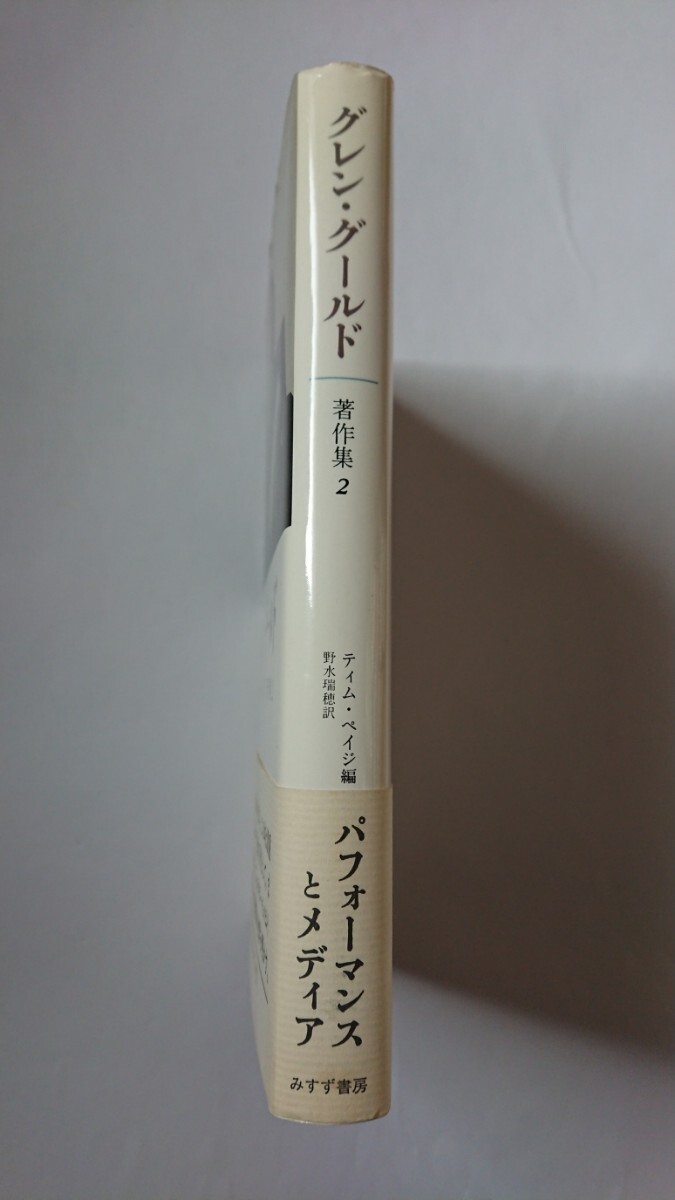 グレン・グールド
著作集 2
ティム・ペイジ編
野水瑞穂訳
パフォーマンス
とメディア
みすず書房